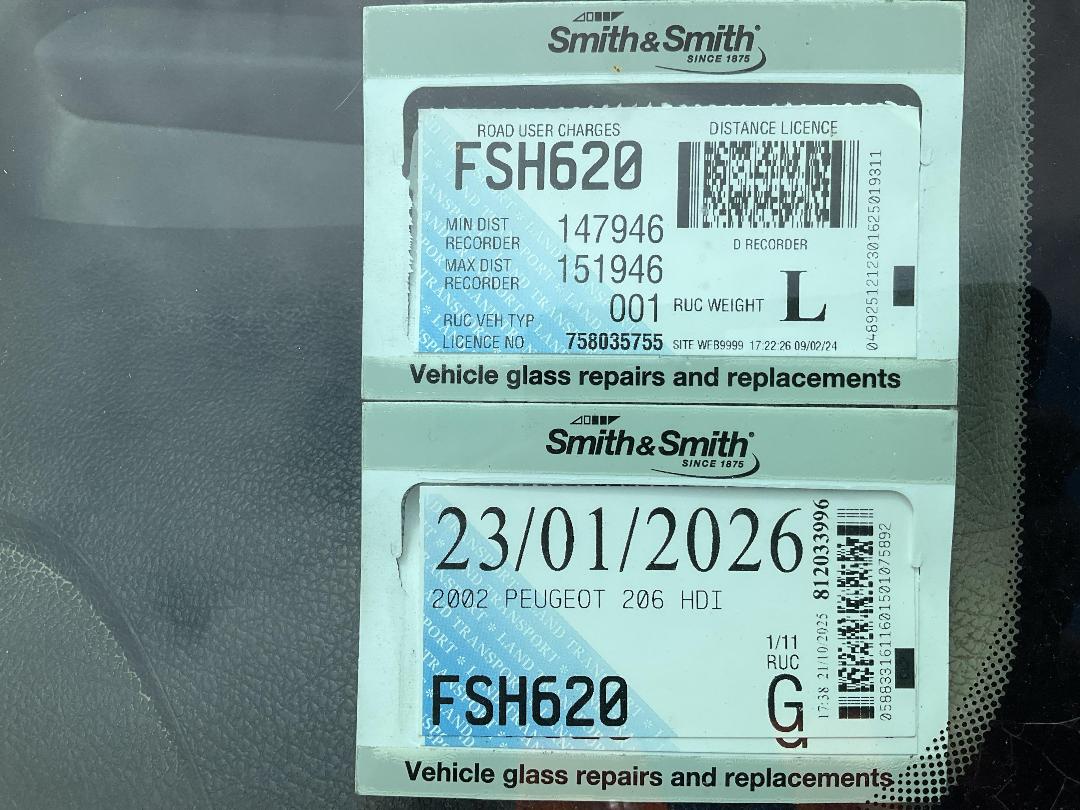 Smith&Smith
SINCE 1875
ROAD USER CHARGES
DISTANCE LICENCE
FSH620
MIN DIST RECORDER 147946
D RECORDER
MAX DIST RECORDER 151946
001
RUC WEIGHT L
RUC VEH TYP
LICENCE NO 758035755 SITE WEB9999 17:22:26 09/02/24
0489251212301625019311
Vehicle glass repairs and replacements
Smith&Smith
SINCE 1875
23/01/2026
2002 PEUGEOT 206 HDI
1/11
RUC
G
FSH620
17:38 21/10/2025 812033996
0588331611601501075892
Vehicle glass repairs and replacements